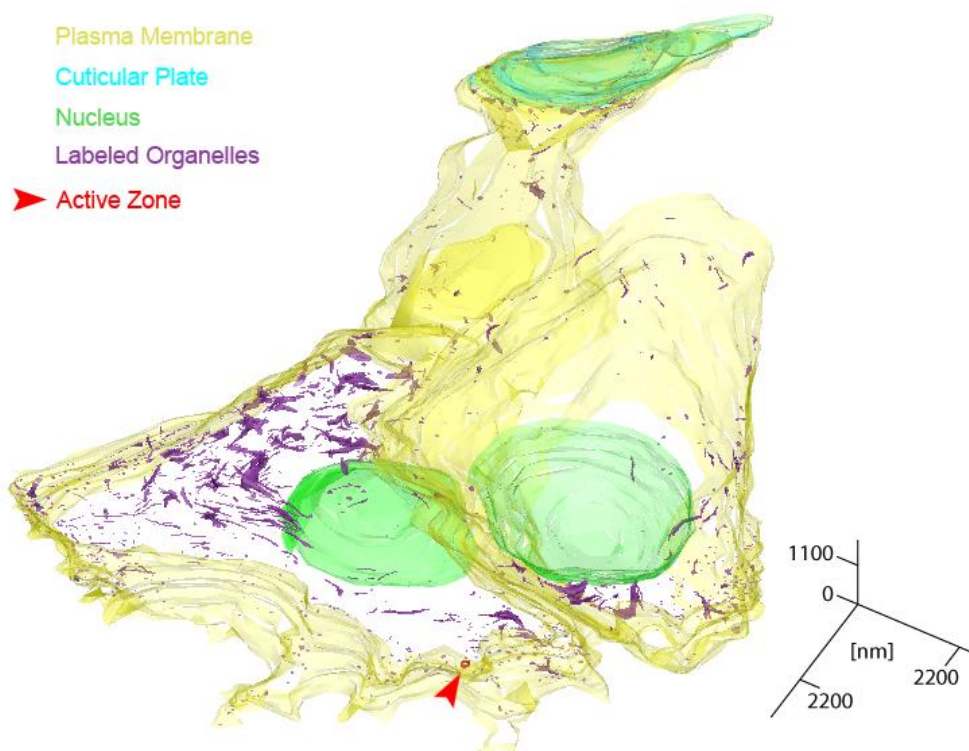 Plasma Membrane
Cuticular Plate
Nucleus
Labeled Organelles
Active Zone
1100
0
[nm]
2200
2200